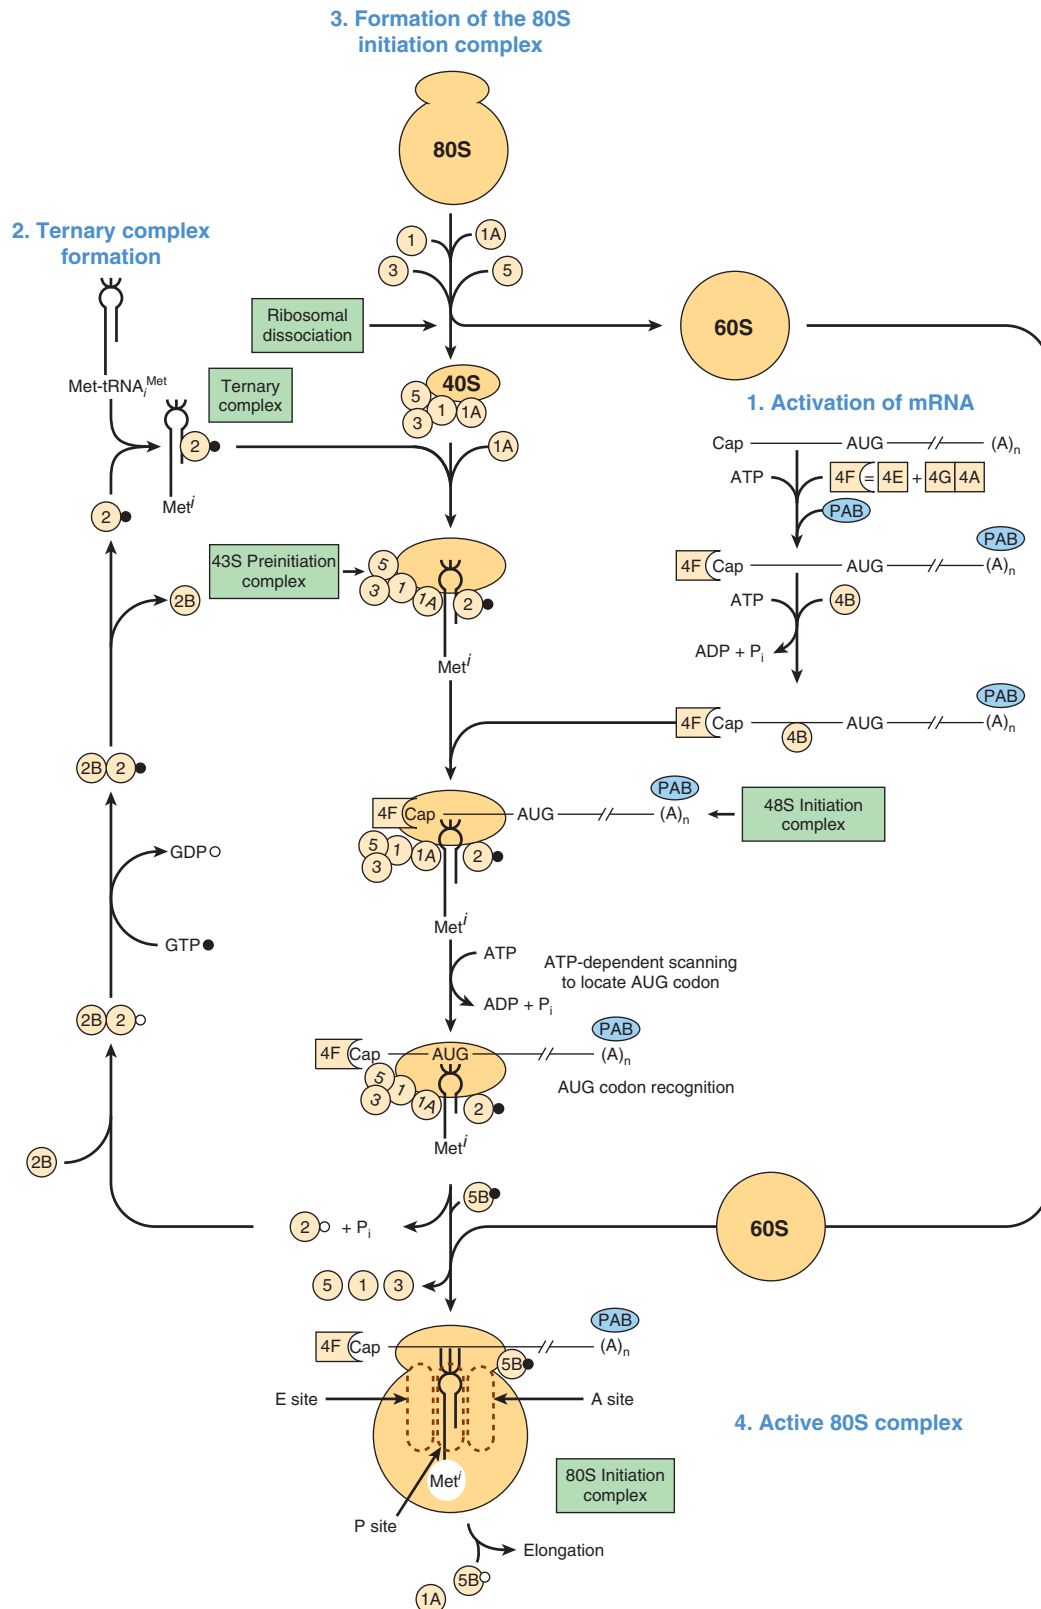 3. Formation of the 80S
initiation complex
80S
2. Ternary complex
formation
1
1A
3
5
Ribosomal
dissociation
60S
Met-tRNAᵢᴹᵉᵗ
Ternary
complex
40S
5
1
1A
3
1. Activation of mRNA
Cap AUG (A)ₙ
2
1A
ATP
4F = 4E + 4G 4A
Metⁱ
2
PAB
43S Preinitiation
complex
5
3
1
1A
2
PAB
4F Cap AUG (A)ₙ
2B
ATP
4B
ADP + Pᵢ
Metⁱ
PAB
4F Cap AUG (A)ₙ
4B
2B 2
PAB
4F Cap AUG (A)ₙ
48S Initiation
complex
5
1
1A
2
3
GDP
Metⁱ
GTP
ATP
ATP-dependent scanning
to locate AUG codon
ADP + Pᵢ
2B 2
PAB
4F Cap AUG (A)ₙ
5
1
3
1A
2
AUG codon recognition
Metⁱ
2B
5B
2 + Pᵢ
60S
5 1 3
PAB
4F Cap (A)ₙ
5B
E site
A site
4. Active 80S complex
Metⁱ
80S Initiation
complex
P site
Elongation
5B
1A